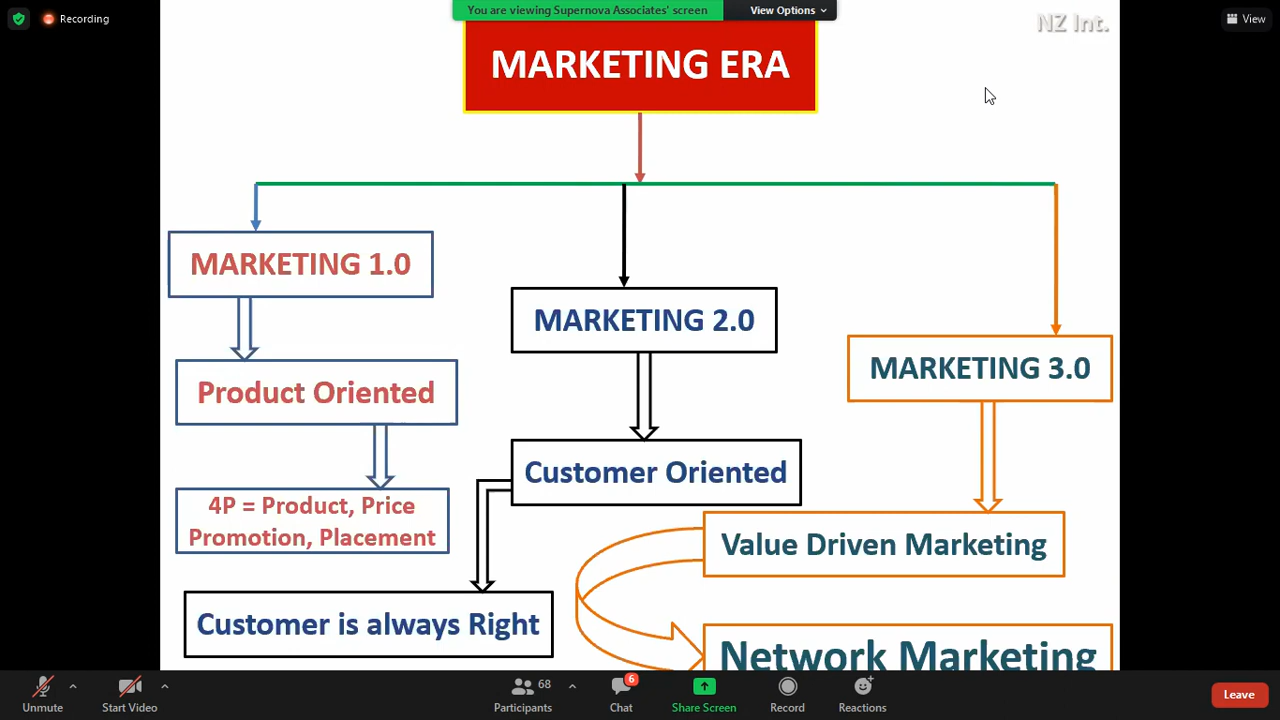 Recording
You are viewing Supernova Associates' screen
View Options
View
NZ Int.
MARKETING ERA
MARKETING 1.0
MARKETING 2.0
MARKETING 3.0
Product Oriented
Customer Oriented
4P = Product, Price
Promotion, Placement
Value Driven Marketing
Customer is always Right
Network Marketing
Unmute
Start Video
68
Participants
6
Chat
Share Screen
Record
Reactions
Leave